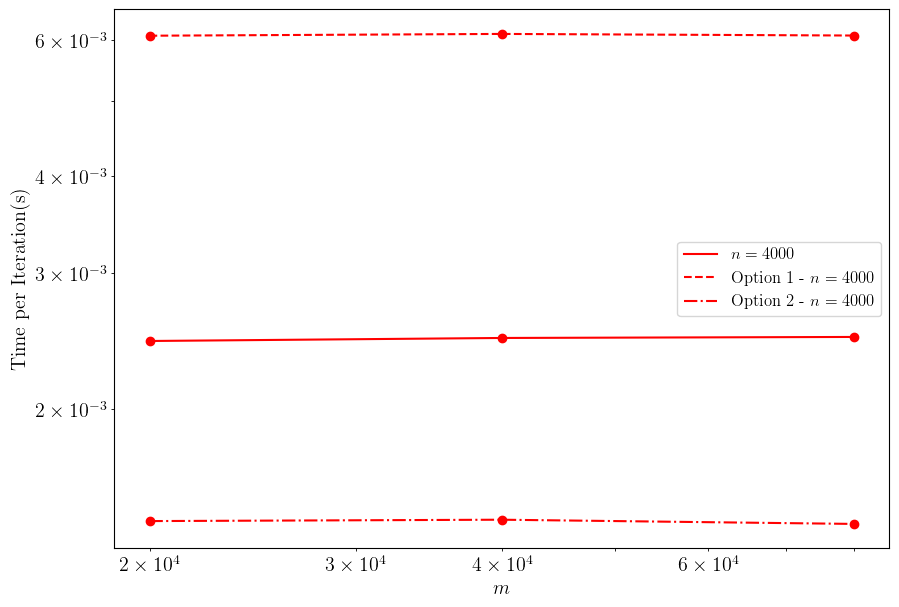 6 × 10⁻³
4 × 10⁻³
3 × 10⁻³
2 × 10⁻³
Time per Iteration(s)
n = 4000
Option 1 - n = 4000
Option 2 - n = 4000
2 × 10⁴ 3 × 10⁴ 4 × 10⁴ 6 × 10⁴
m